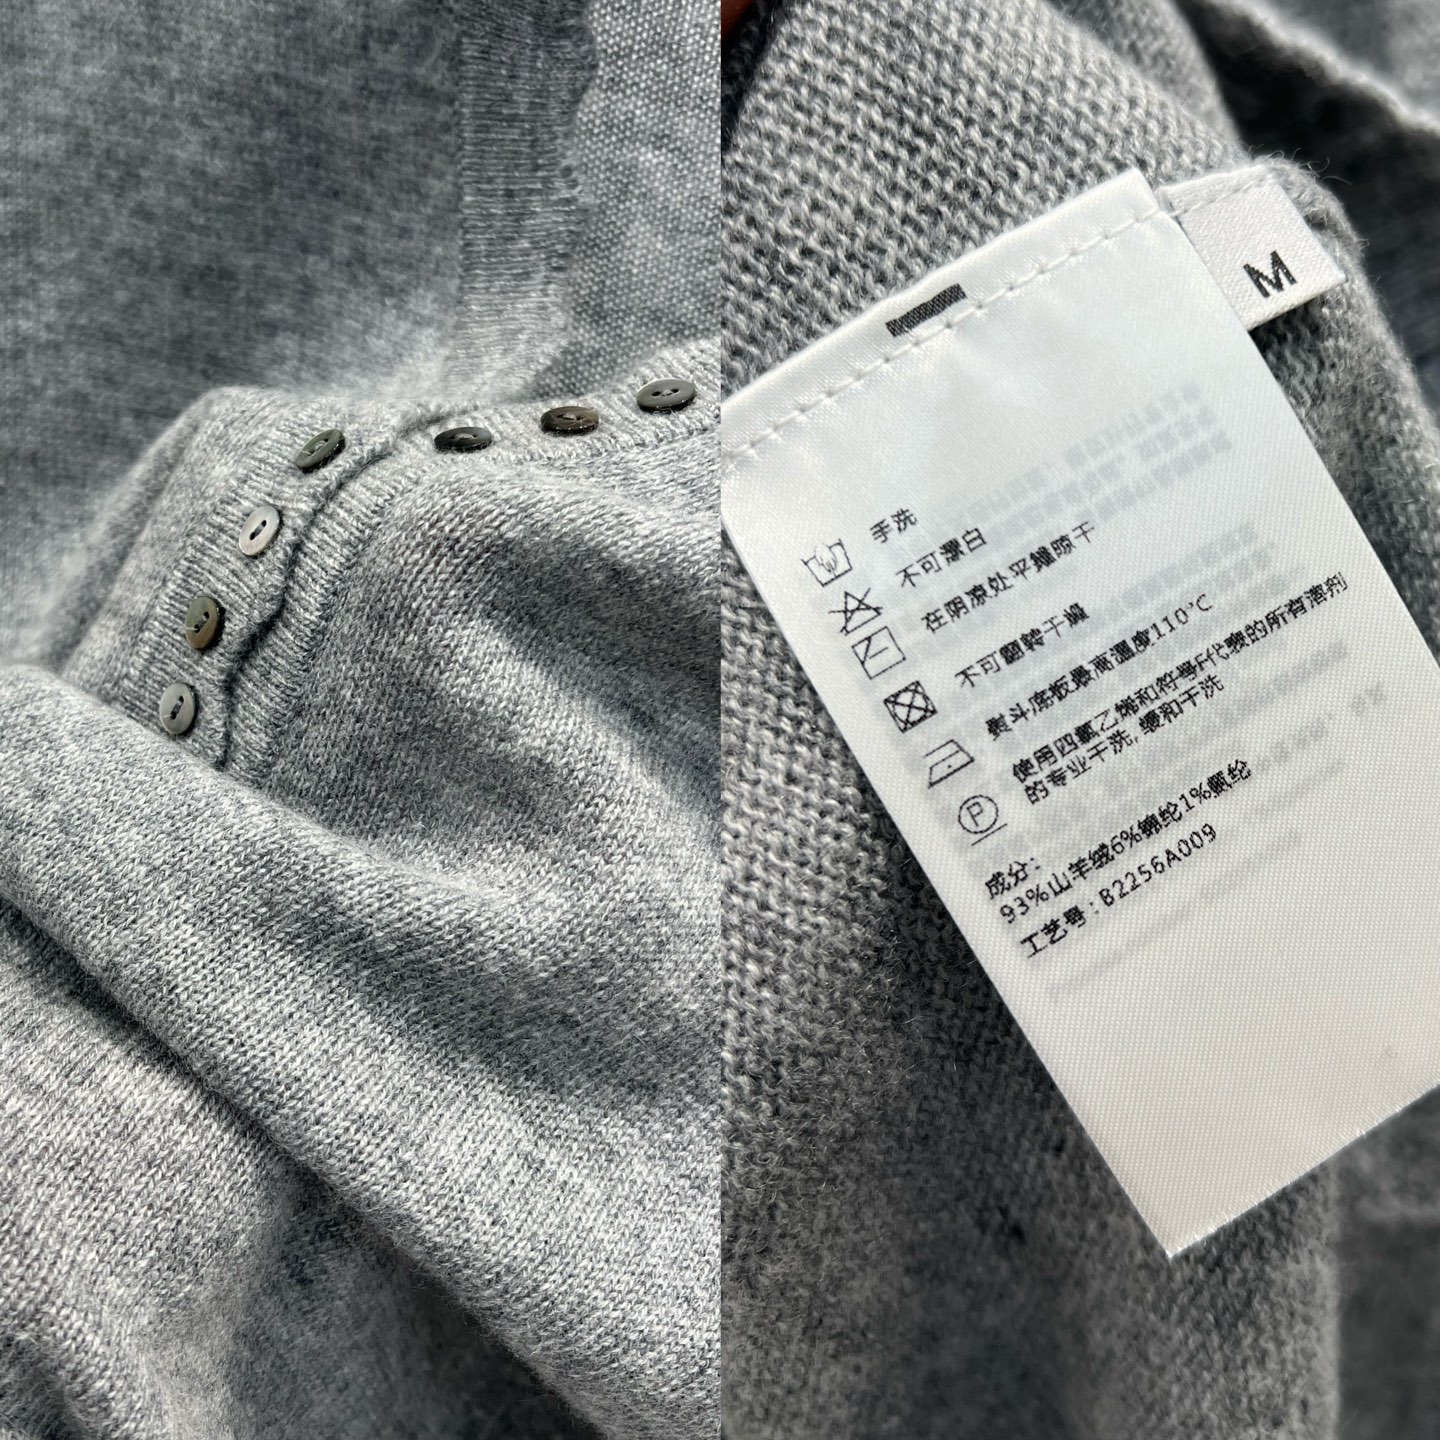 M
手洗
不可漂白
在阴凉处平摊晾干
不可翻转干燥
熨斗底板最高温度110℃
使用四氯乙烯和符号F代表的所有溶剂
的专业干洗, 缓和干洗
P
成分:
93%山羊绒6%锦纶1%氨纶
工艺号:B2256A009